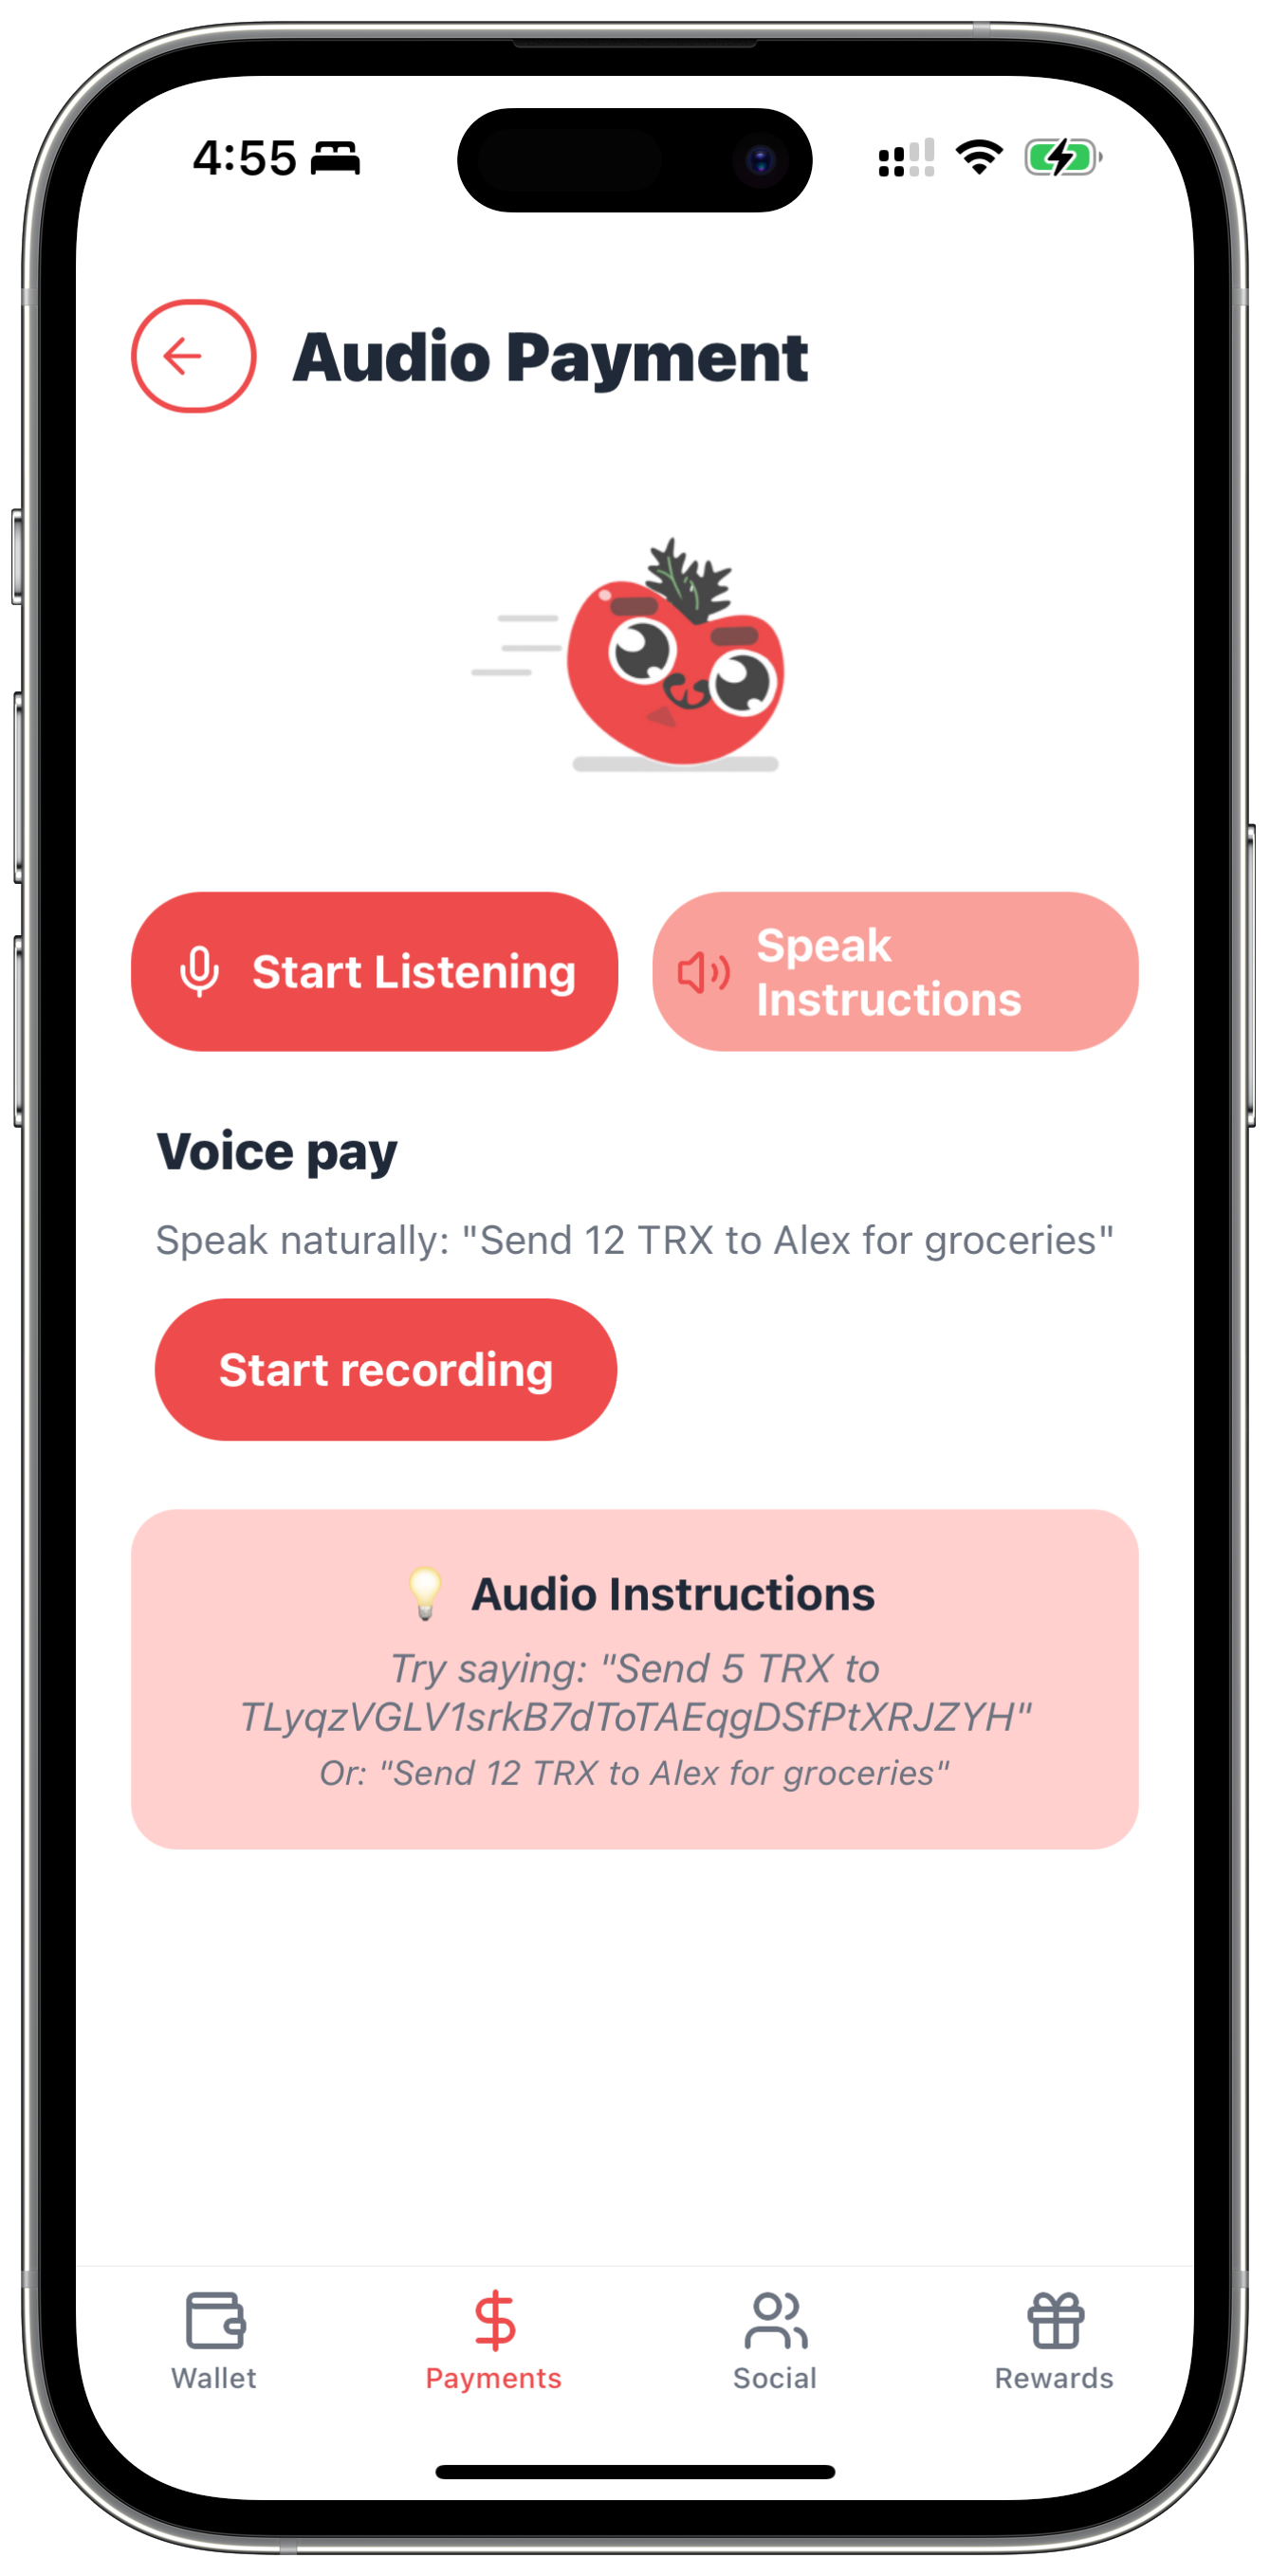 4:55
Audio Payment
Start Listening
Speak
Instructions
Voice pay
Speak naturally: "Send 12 TRX to Alex for groceries"
Start recording
💡 Audio Instructions
Try saying: "Send 5 TRX to
TLyqzVGLV1srkB7dToTAEqgDSfPtXRJZYH"
Or: "Send 12 TRX to Alex for groceries"
Wallet
Payments
Social
Rewards